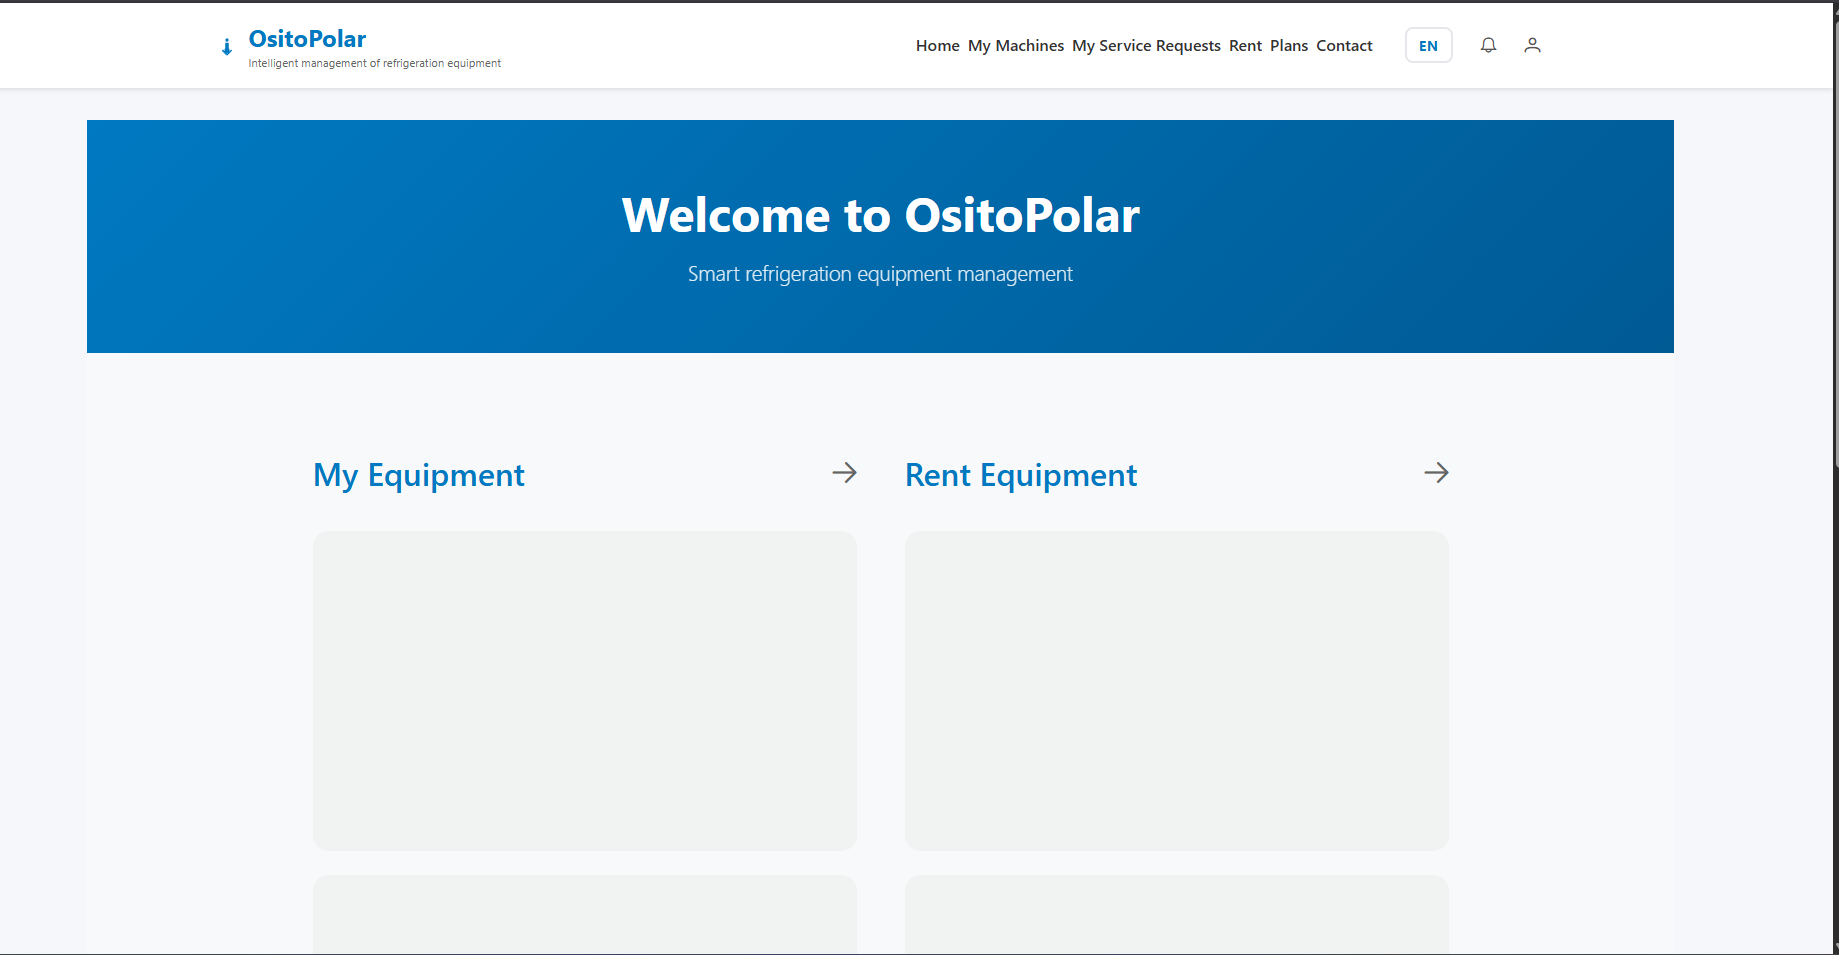 OsitoPolar
Intelligent management of refrigeration equipment
Home My Machines My Service Requests Rent Plans Contact EN
Welcome to OsitoPolar
Smart refrigeration equipment management
My Equipment
Rent Equipment